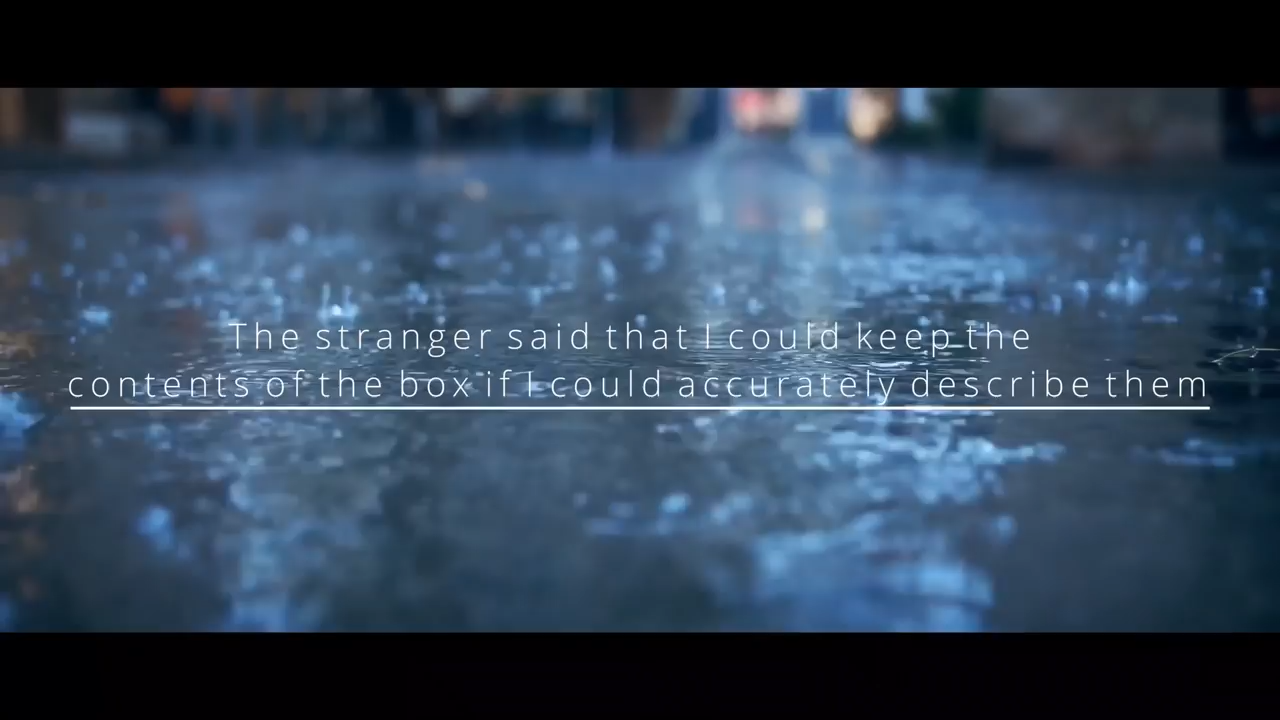 The stranger said that I could keep the
contents of the box if I could accurately describe them